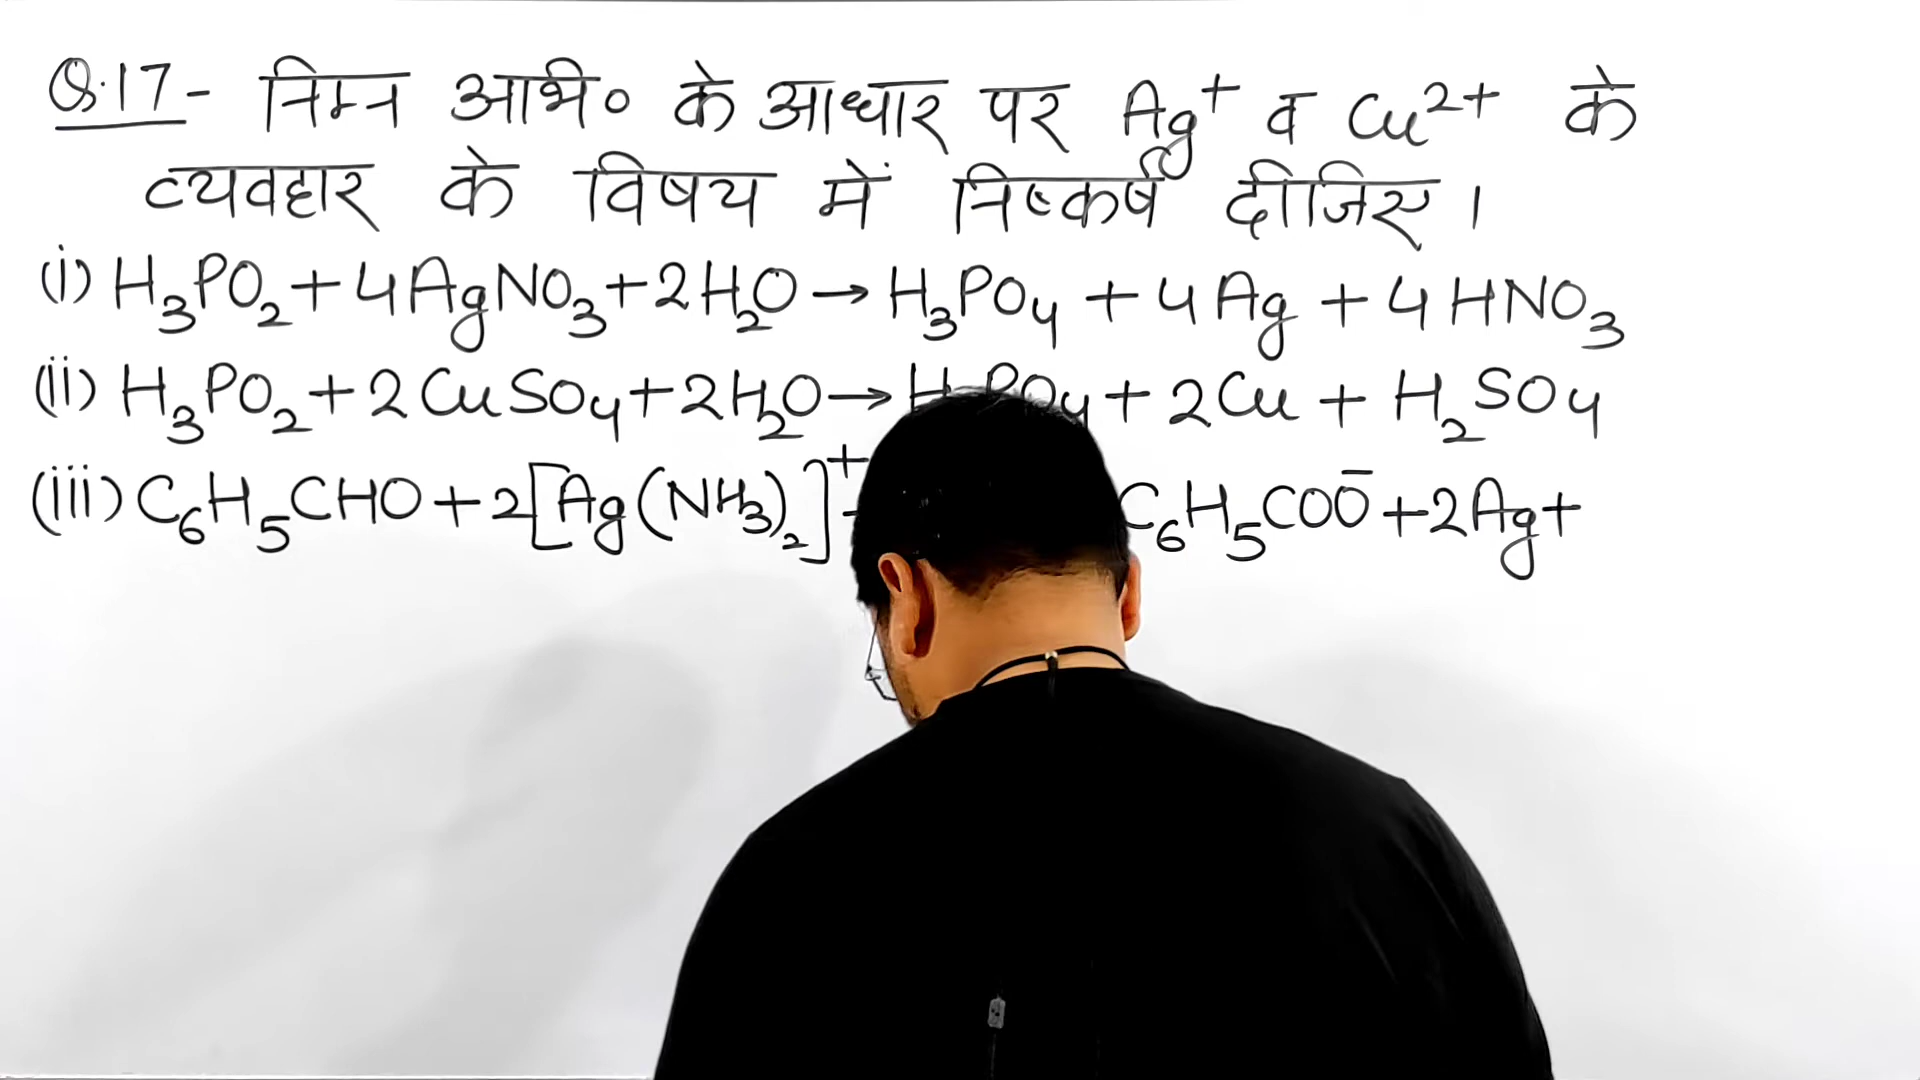 Q.17- निम्न अभि० के आधार पर Ag⁺ व Cu²⁺ के
व्यवहार के विषय में निष्कर्ष दीजिए।
(i) H₃PO₂+4AgNO₃+2H₂O→H₃PO₄+4Ag+4HNO₃
(ii) H₃PO₂+2CuSO₄+2H₂O→H PO₄+2Cu+H₂SO₄
(iii) C₆H₅CHO+2[Ag(NH₃)₂]⁺ C₆H₅COO⁻+2Ag+